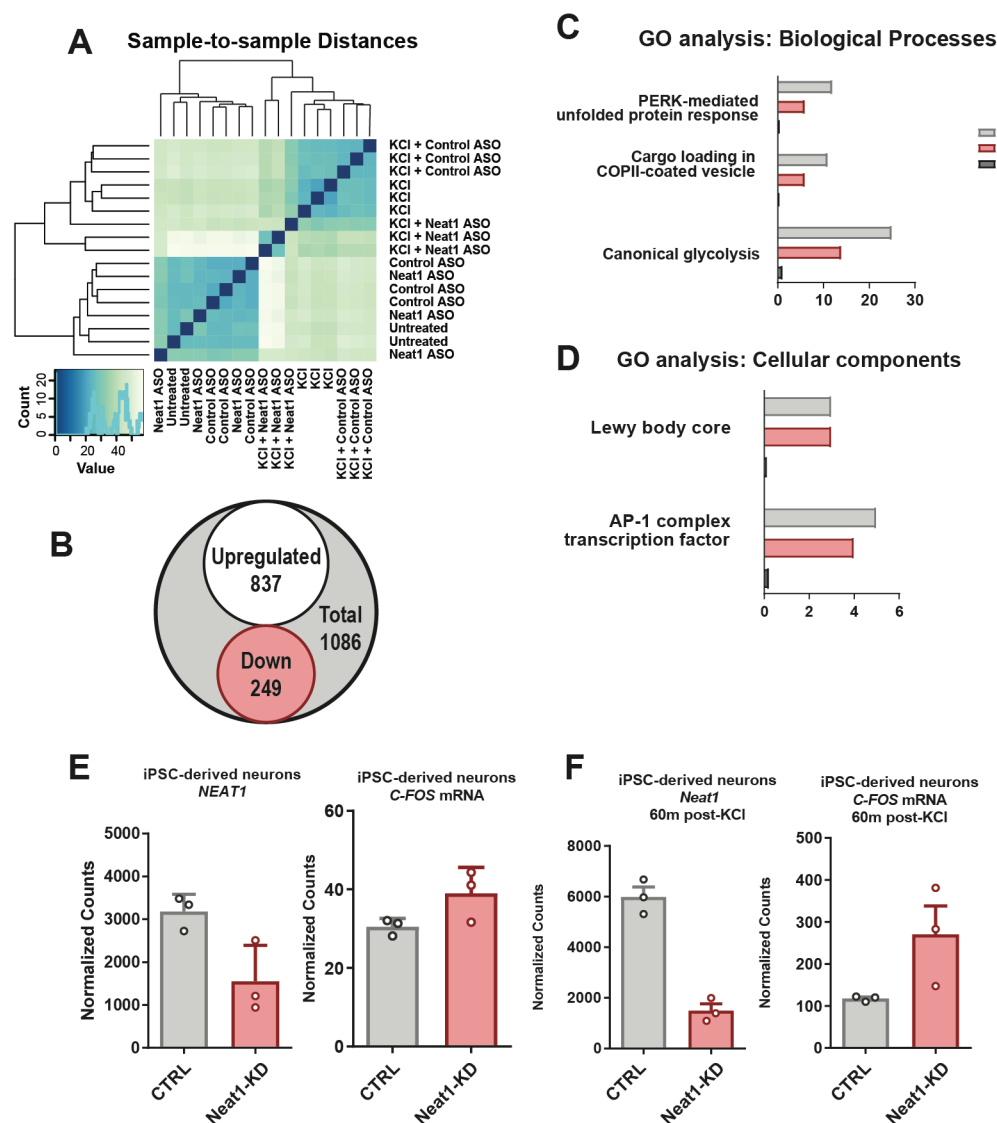 A
Sample-to-sample Distances
KCl + Control ASO
KCl + Control ASO
KCl + Control ASO
KCl
KCl
KCl
KCl + Neat1 ASO
KCl + Neat1 ASO
KCl + Neat1 ASO
Control ASO
Neat1 ASO
Control ASO
Control ASO
Neat1 ASO
Untreated
Untreated
Neat1 ASO
Neat1 ASO
Untreated
Untreated
Neat1 ASO
Control ASO
Control ASO
Neat1 ASO
Control ASO
KCl + Neat1 ASO
KCl + Neat1 ASO
KCl + Neat1 ASO
KCl
KCl
KCl
KCl + Control ASO
KCl + Control ASO
KCl + Control ASO
Count
0 5 10 20
0 20 40
Value
B
Upregulated
837
Total
1086
Down
249
C
GO analysis: Biological Processes
PERK-mediated
unfolded protein response
Cargo loading in
COPII-coated vesicle
Canonical glycolysis
0 10 20 30
D
GO analysis: Cellular components
Lewy body core
AP-1 complex
transcription factor
0 2 4 6
E
iPSC-derived neurons
NEAT1
Normalized Counts
5000
4000
3000
2000
1000
0
CTRL
Neat1-KD
iPSC-derived neurons
C-FOS mRNA
Normalized Counts
60
40
20
0
CTRL
Neat1-KD
F
iPSC-derived neurons
Neat1
60m post-KCl
Normalized Counts
8000
6000
4000
2000
0
CTRL
Neat1-KD
iPSC-derived neurons
C-FOS mRNA
60m post-KCl
Normalized Counts
500
400
300
200
100
0
CTRL
Neat1-KD